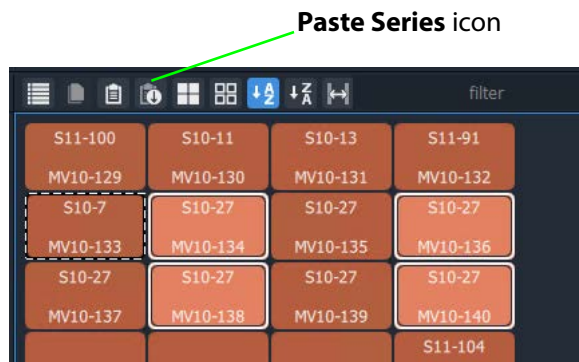 Paste Series icon
A
Z
Z
A
filter
S11-100
S10-11
S10-13
S11-91
MV10-129
MV10-130
MV10-131
MV10-132
S10-7
S10-27
S10-27
S10-27
MV10-133
MV10-134
MV10-135
MV10-136
S10-27
S10-27
S10-27
S10-27
MV10-137
MV10-138
MV10-139
MV10-140
S11-104